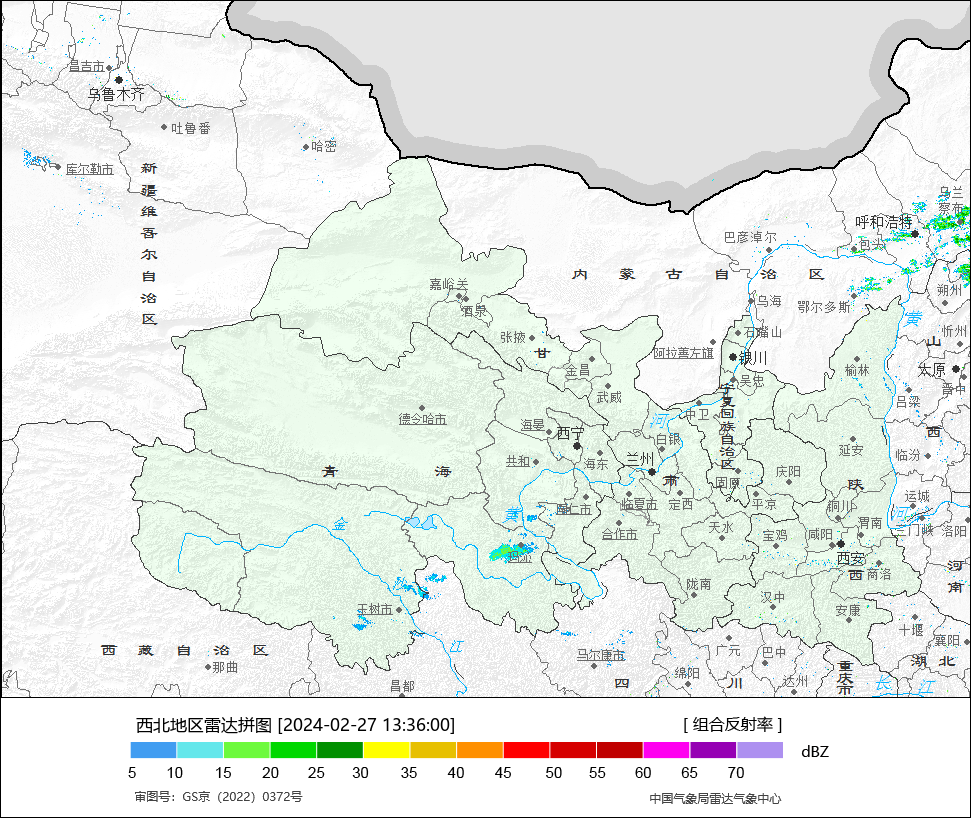 昌吉市
乌鲁木齐
吐鲁番
哈密
库尔勒市
新疆维吾尔自治区
乌兰察布
呼和浩特
巴彦淖尔
包头
内蒙古自治区
嘉峪关
酒泉
乌海
鄂尔多斯
朔州
黄
张掖
甘
石嘴山
忻州
山
阿拉善左旗
银川
金昌
榆林
太原
吴忠
晋中
武威
宁夏回族自治区
吕梁
德令哈市
海晏
西宁
河
中卫
西
白银
延安
青海
共和
海东
兰州
临汾
肃
固原
庆阳
陕
临夏市
定西
平凉
铜川
运城
黄
金
天水
渭南
河
三门峡
洛阳
合作市
宝鸡
咸阳
西安
河南
西
商洛
陇南
玉树市
汉中
安康
十堰
西藏自治区
江
马尔康市
广元
巴中
襄阳
那曲
重庆市
湖北
昌都
四川
绵阳
达州
长江
西北地区雷达拼图 [2024-02-27 13:36:00]
[ 组合反射率 ]
dBZ
5 10 15 20 25 30 35 40 45 50 55 60 65 70
审图号：GS京（2022）0372号
中国气象局雷达气象中心